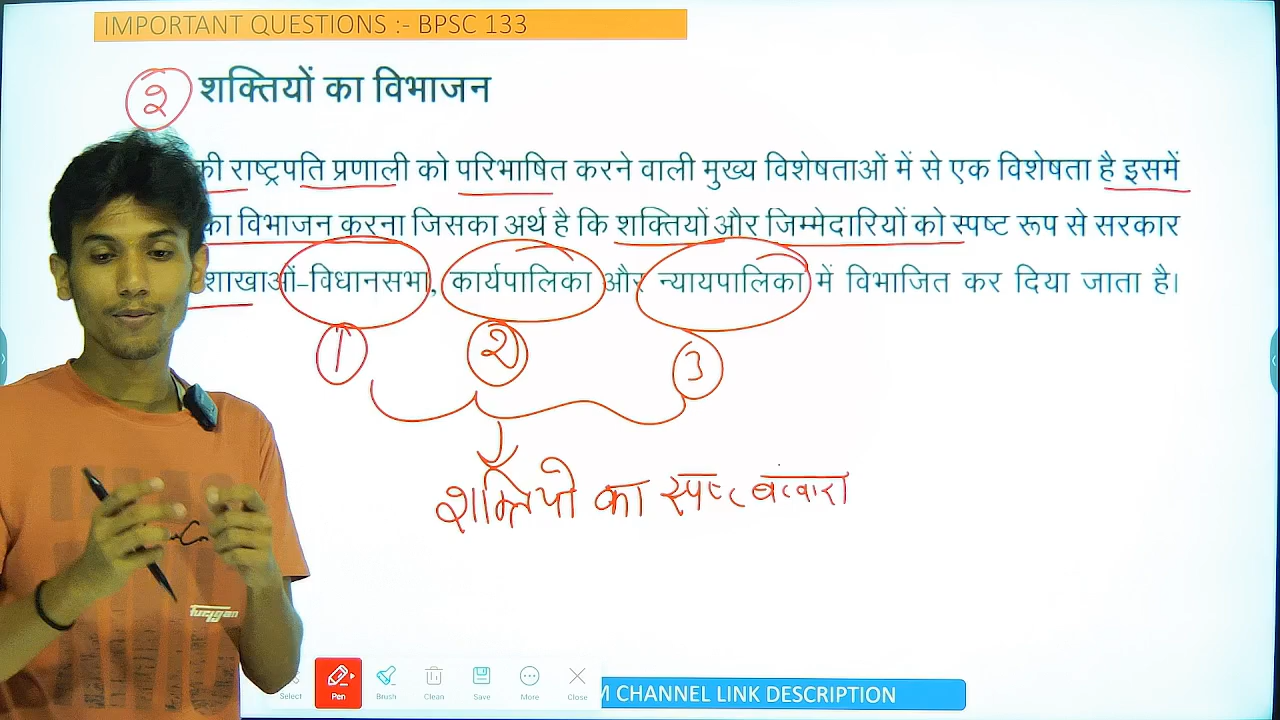 IMPORTANT QUESTIONS :- BPSC 133
२ शक्तियों का विभाजन
की राष्ट्रपति प्रणाली को परिभाषित करने वाली मुख्य विशेषताओं में से एक विशेषता है इसमें
का विभाजन करना जिसका अर्थ है कि शक्तियों और जिम्मेदारियों को स्पष्ट रूप से सरकार
शाखाओं–विधानसभा, कार्यपालिका और न्यायपालिका में विभाजित कर दिया जाता है।
1 2 3
शक्तियों का स्पष्ट बंटवारा
Fucygan
Select Pen Brush Clean Save More Close
M CHANNEL LINK DESCRIPTION